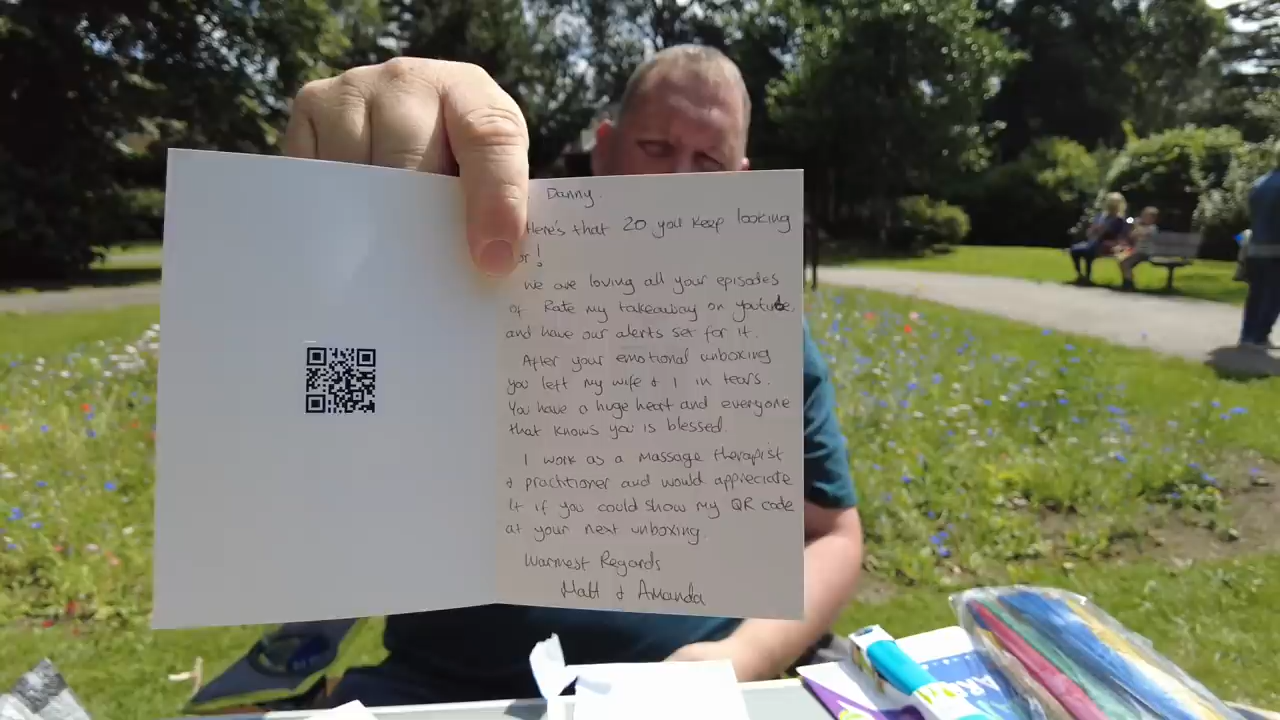 Danny.
Here's that 20 you keep looking
or!
We are loving all your episodes
of Rate my takeaway on youtube,
and have our alerts set for it.
After your emotional unboxing
you left my wife & I in tears.
You have a huge heart and everyone
that knows you is blessed.
I work as a massage therapist
& practitioner and would appreciate
it if you could show my QR code
at your next unboxing.
Warmest Regards
Matt & Amanda